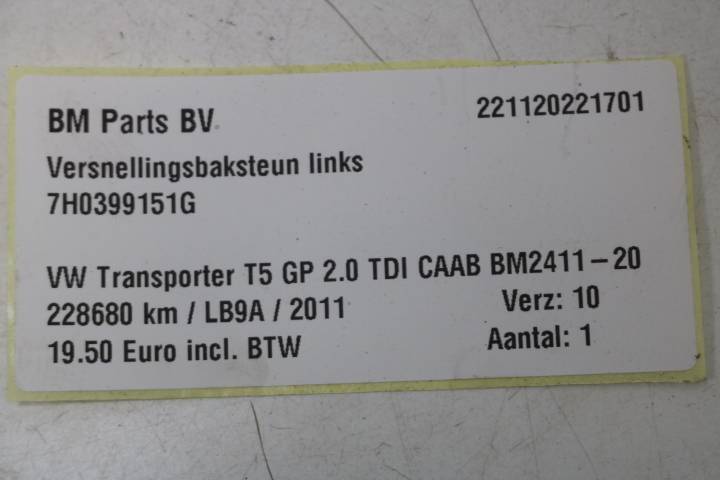 BM Parts BV 221120221701
Versnellingsbaksteun links
7H0399151G
VW Transporter T5 GP 2.0 TDI CAAB BM2411-20
228680 km / LB9A / 2011 Verz: 10
19.50 Euro incl. BTW Aantal: 1